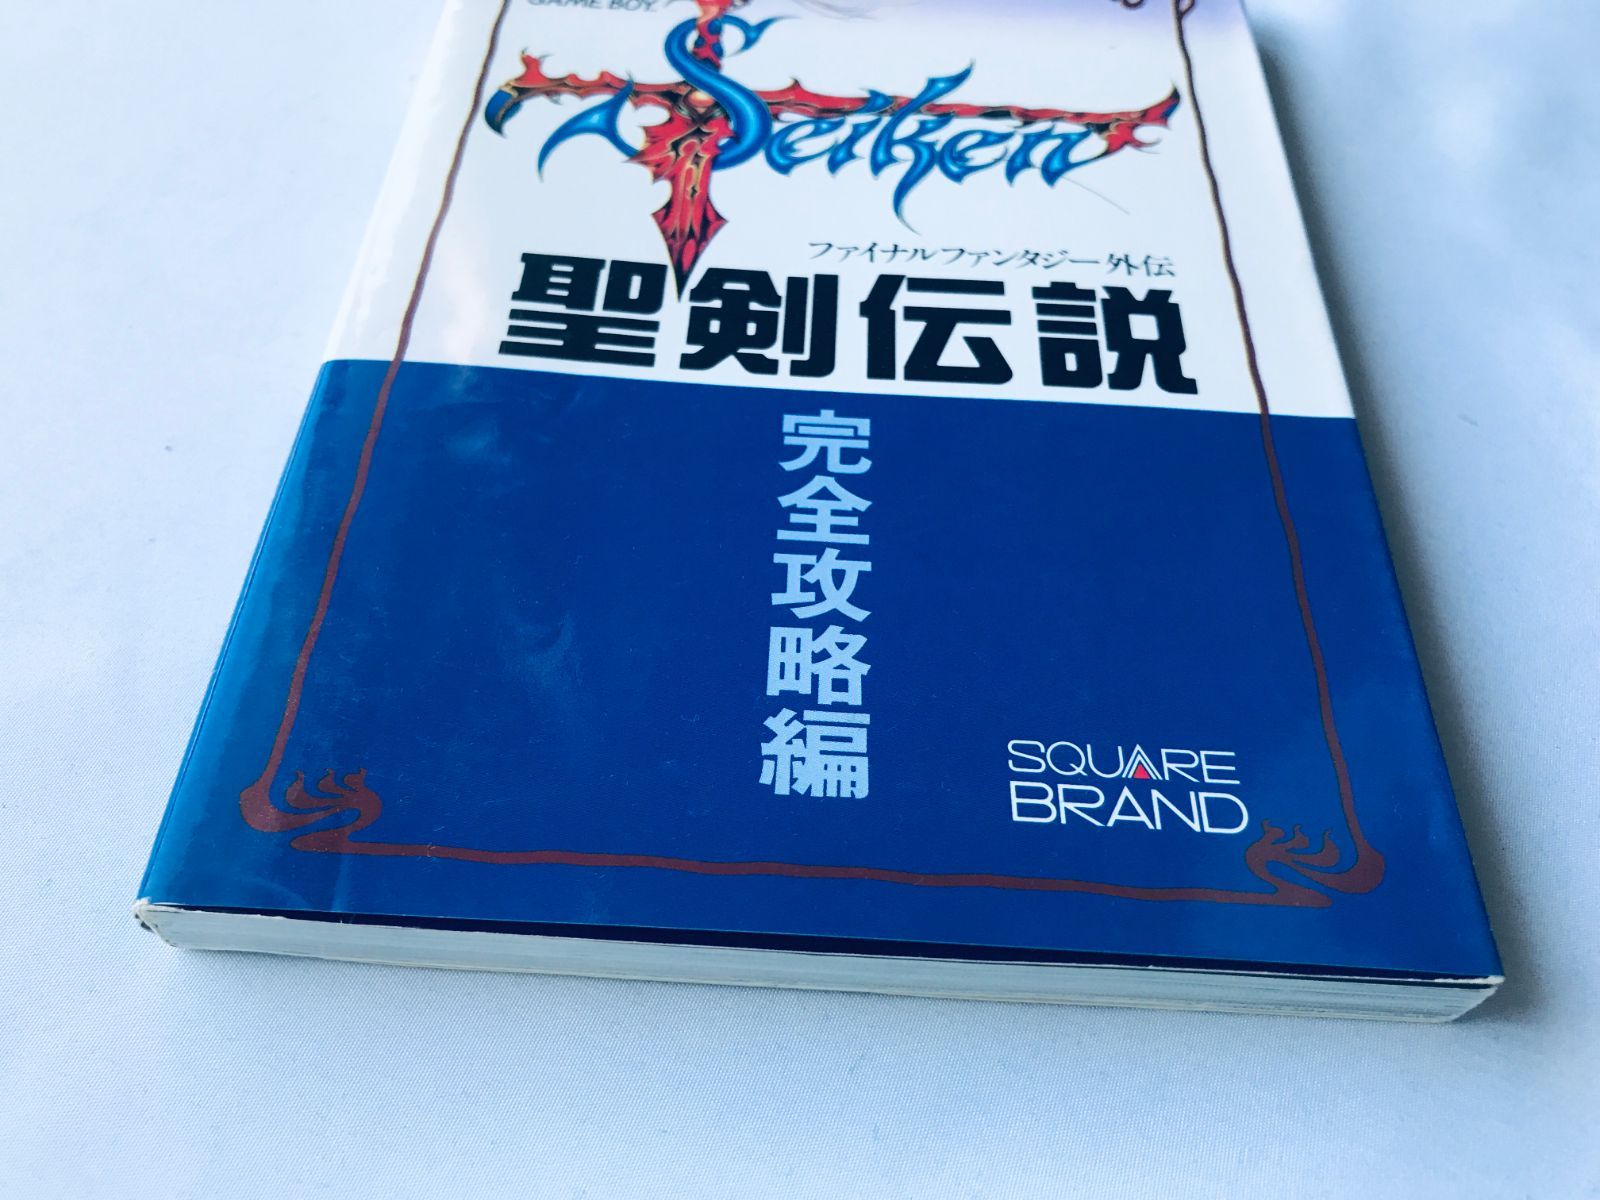 GAME BOY.
Seiken
ファイナルファンタジー外伝
聖剣伝説
完全攻略編
SQUARE
BRAND